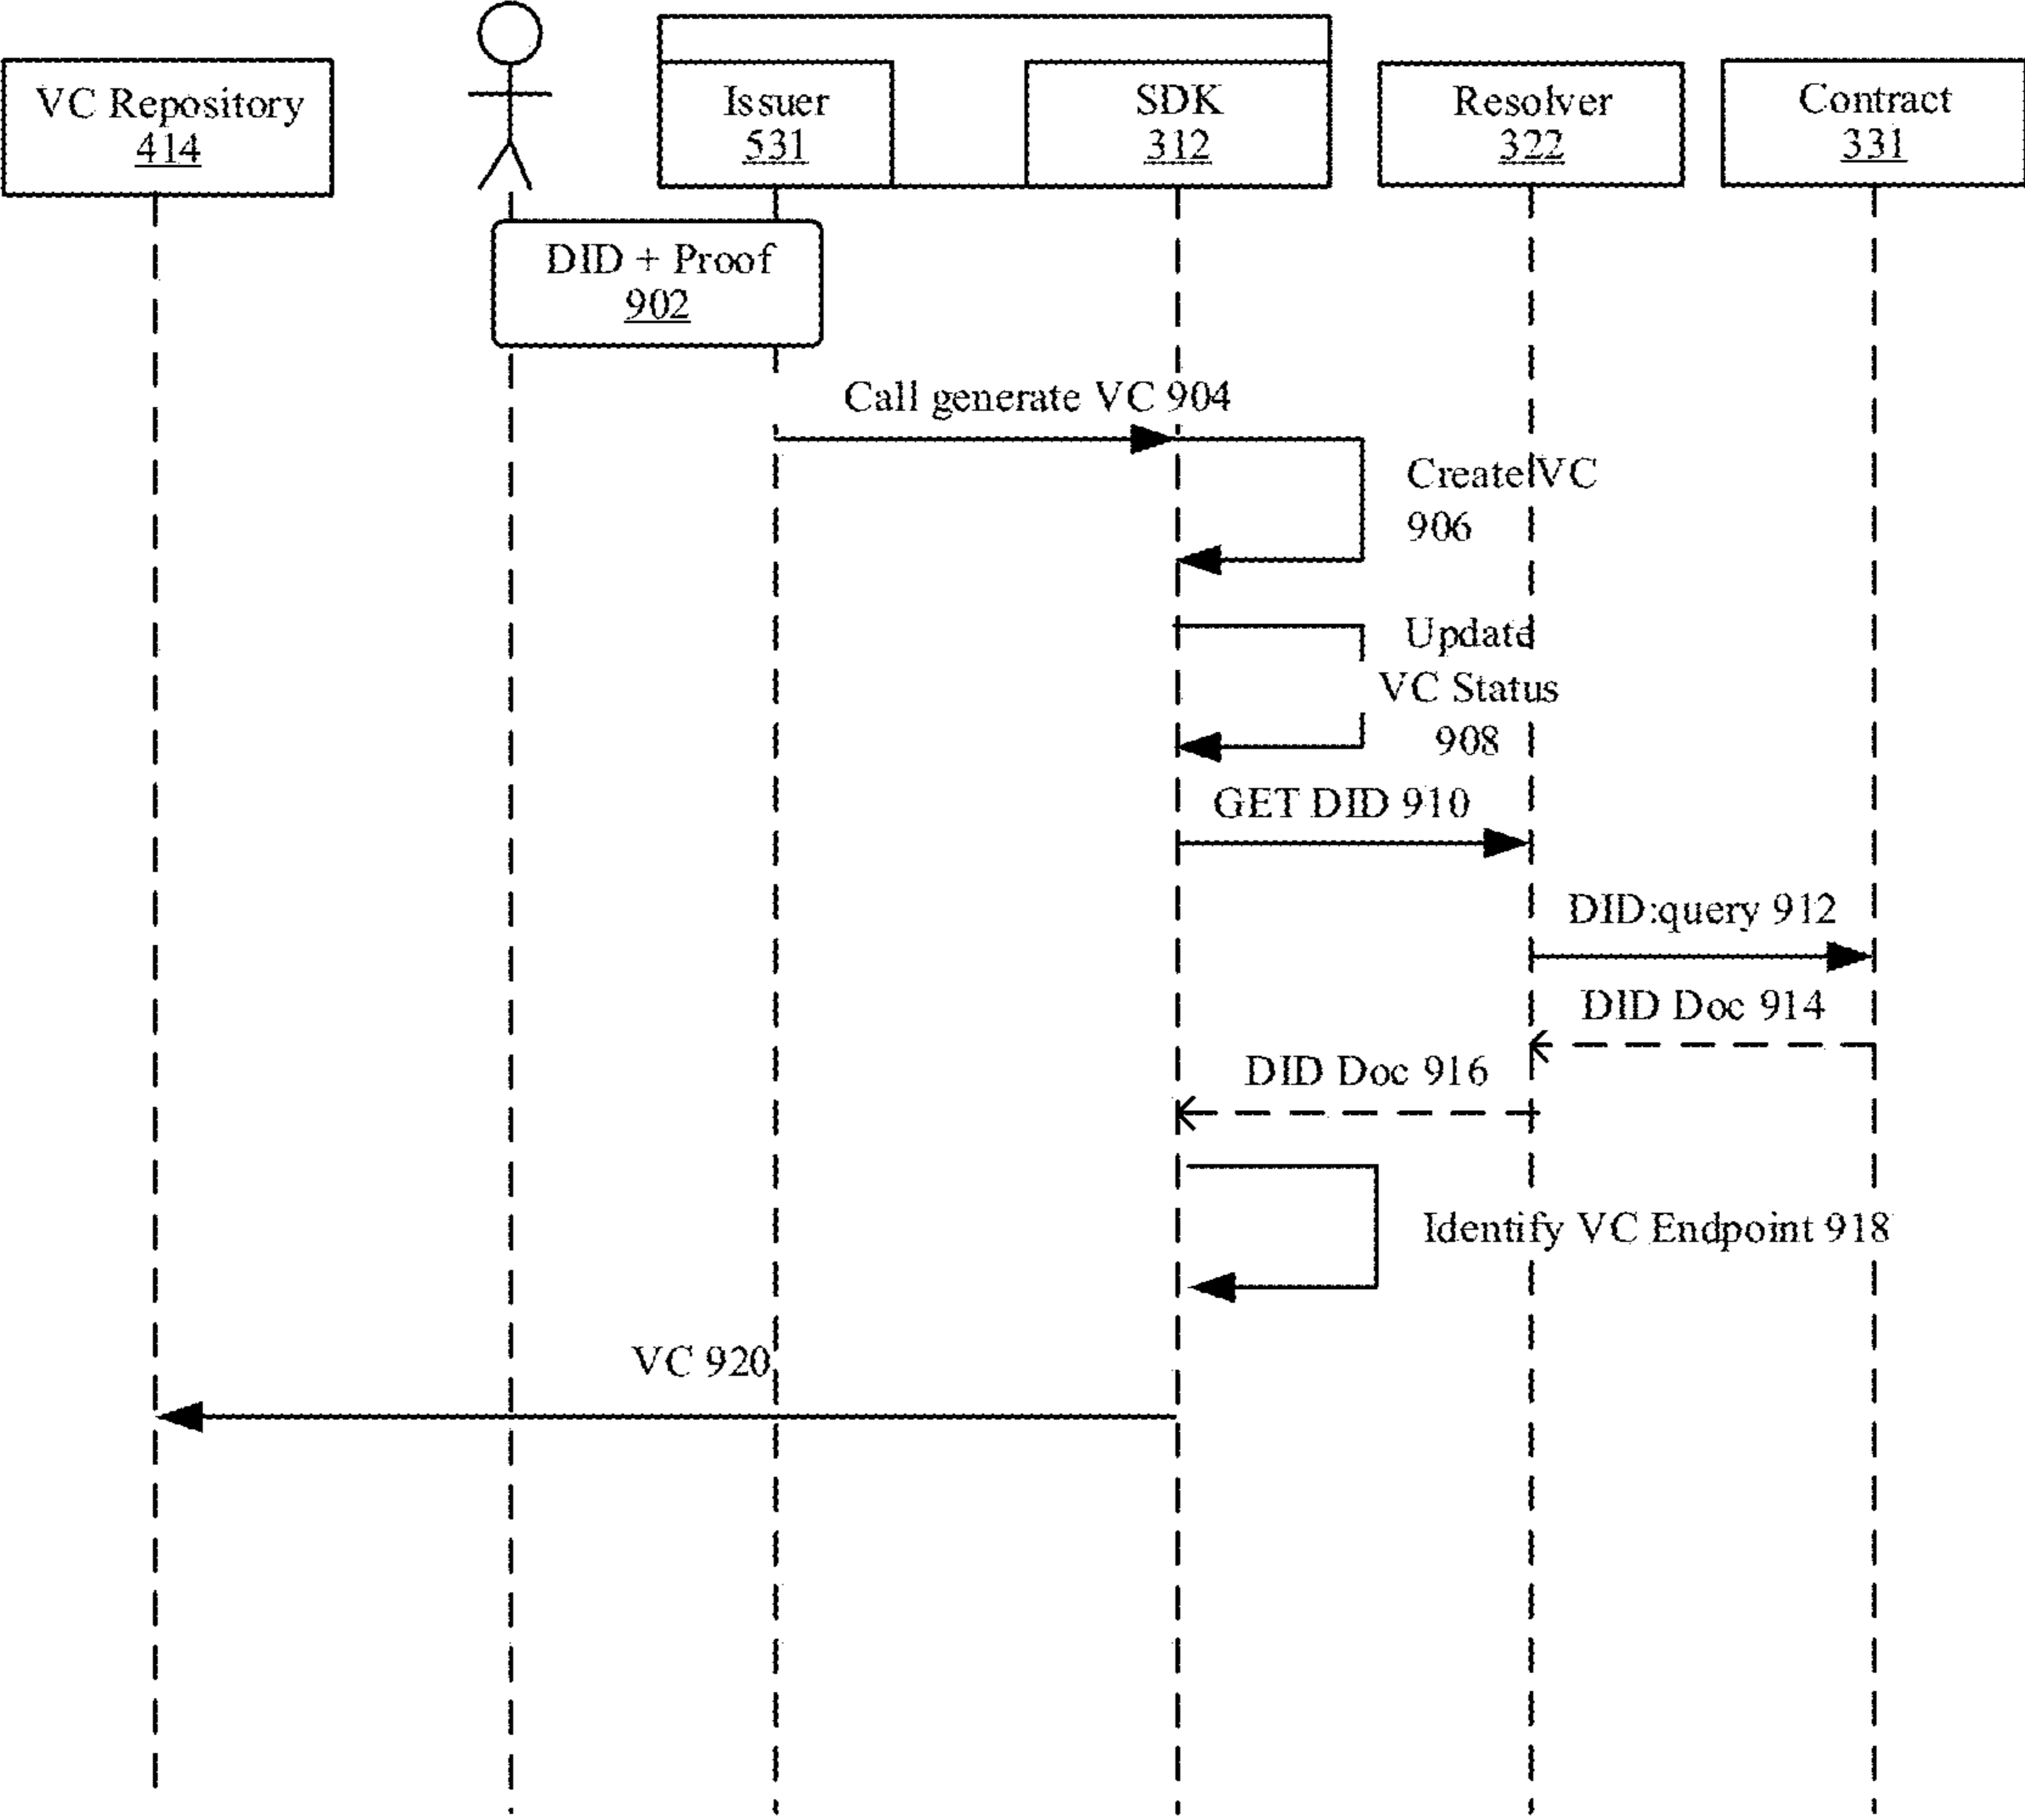 VC Repository
414
Issuer
531
SDK
312
Resolver
322
Contract
331
DID + Proof
902
Call generate VC 904
Create VC
906
Update
VC Status
908
GET DID 910
DID:query 912
DID Doc 914
DID Doc 916
Identify VC Endpoint 918
VC 920